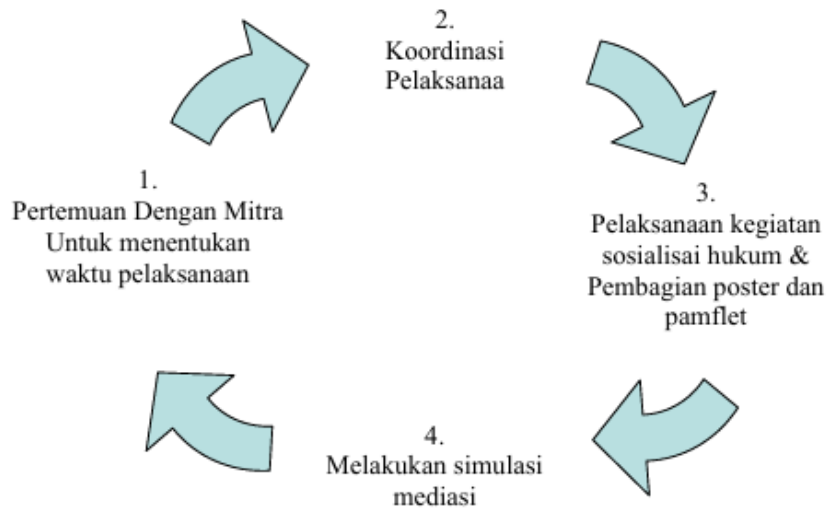 1.
Pertemuan Dengan Mitra
Untuk menentukan
waktu pelaksanaan
2.
Koordinasi
Pelaksanaa
3.
Pelaksanaan kegiatan
sosialisai hukum &
Pembagian poster dan
pamflet
4.
Melakukan simulasi
mediasi